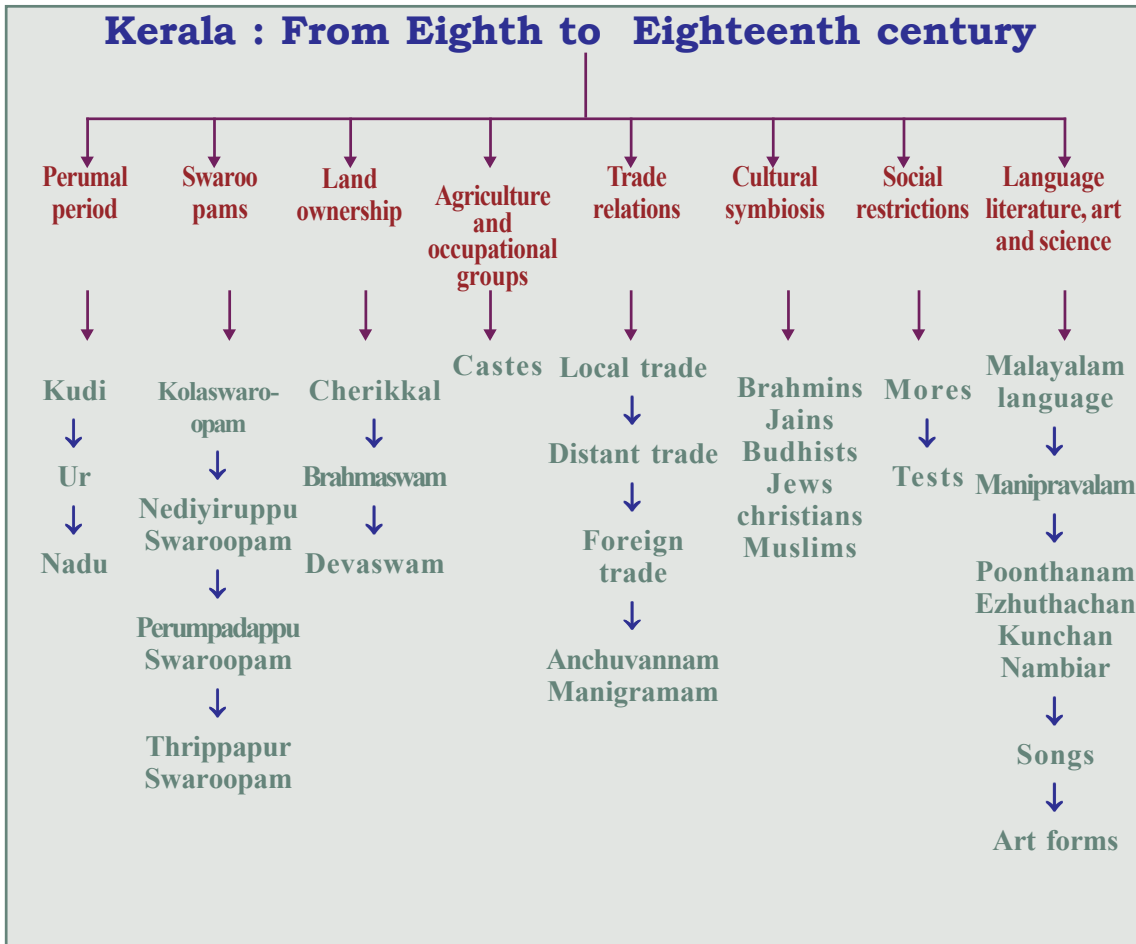 Kerala : From Eighth to Eighteenth century
Perumal
period
Swaroo
pams
Land
ownership
Agriculture
and
occupational
groups
Trade
relations
Cultural
symbiosis
Social
restrictions
Language
literature, art
and science
Kudi
Ur
Nadu
Kolaswaro-
opam
Nediyiruppu
Swaroopam
Perumpadappu
Swaroopam
Thrippapur
Swaroopam
Cherikkal
Brahmaswam
Devaswam
Castes
Local trade
Distant trade
Foreign
trade
Anchuvannam
Manigramam
Brahmins
Jains
Budhists
Jews
christians
Muslims
Mores
Tests
Malayalam
language
Manipravalam
Poonthanam
Ezhuthachan
Kunchan
Nambiar
Songs
Art forms